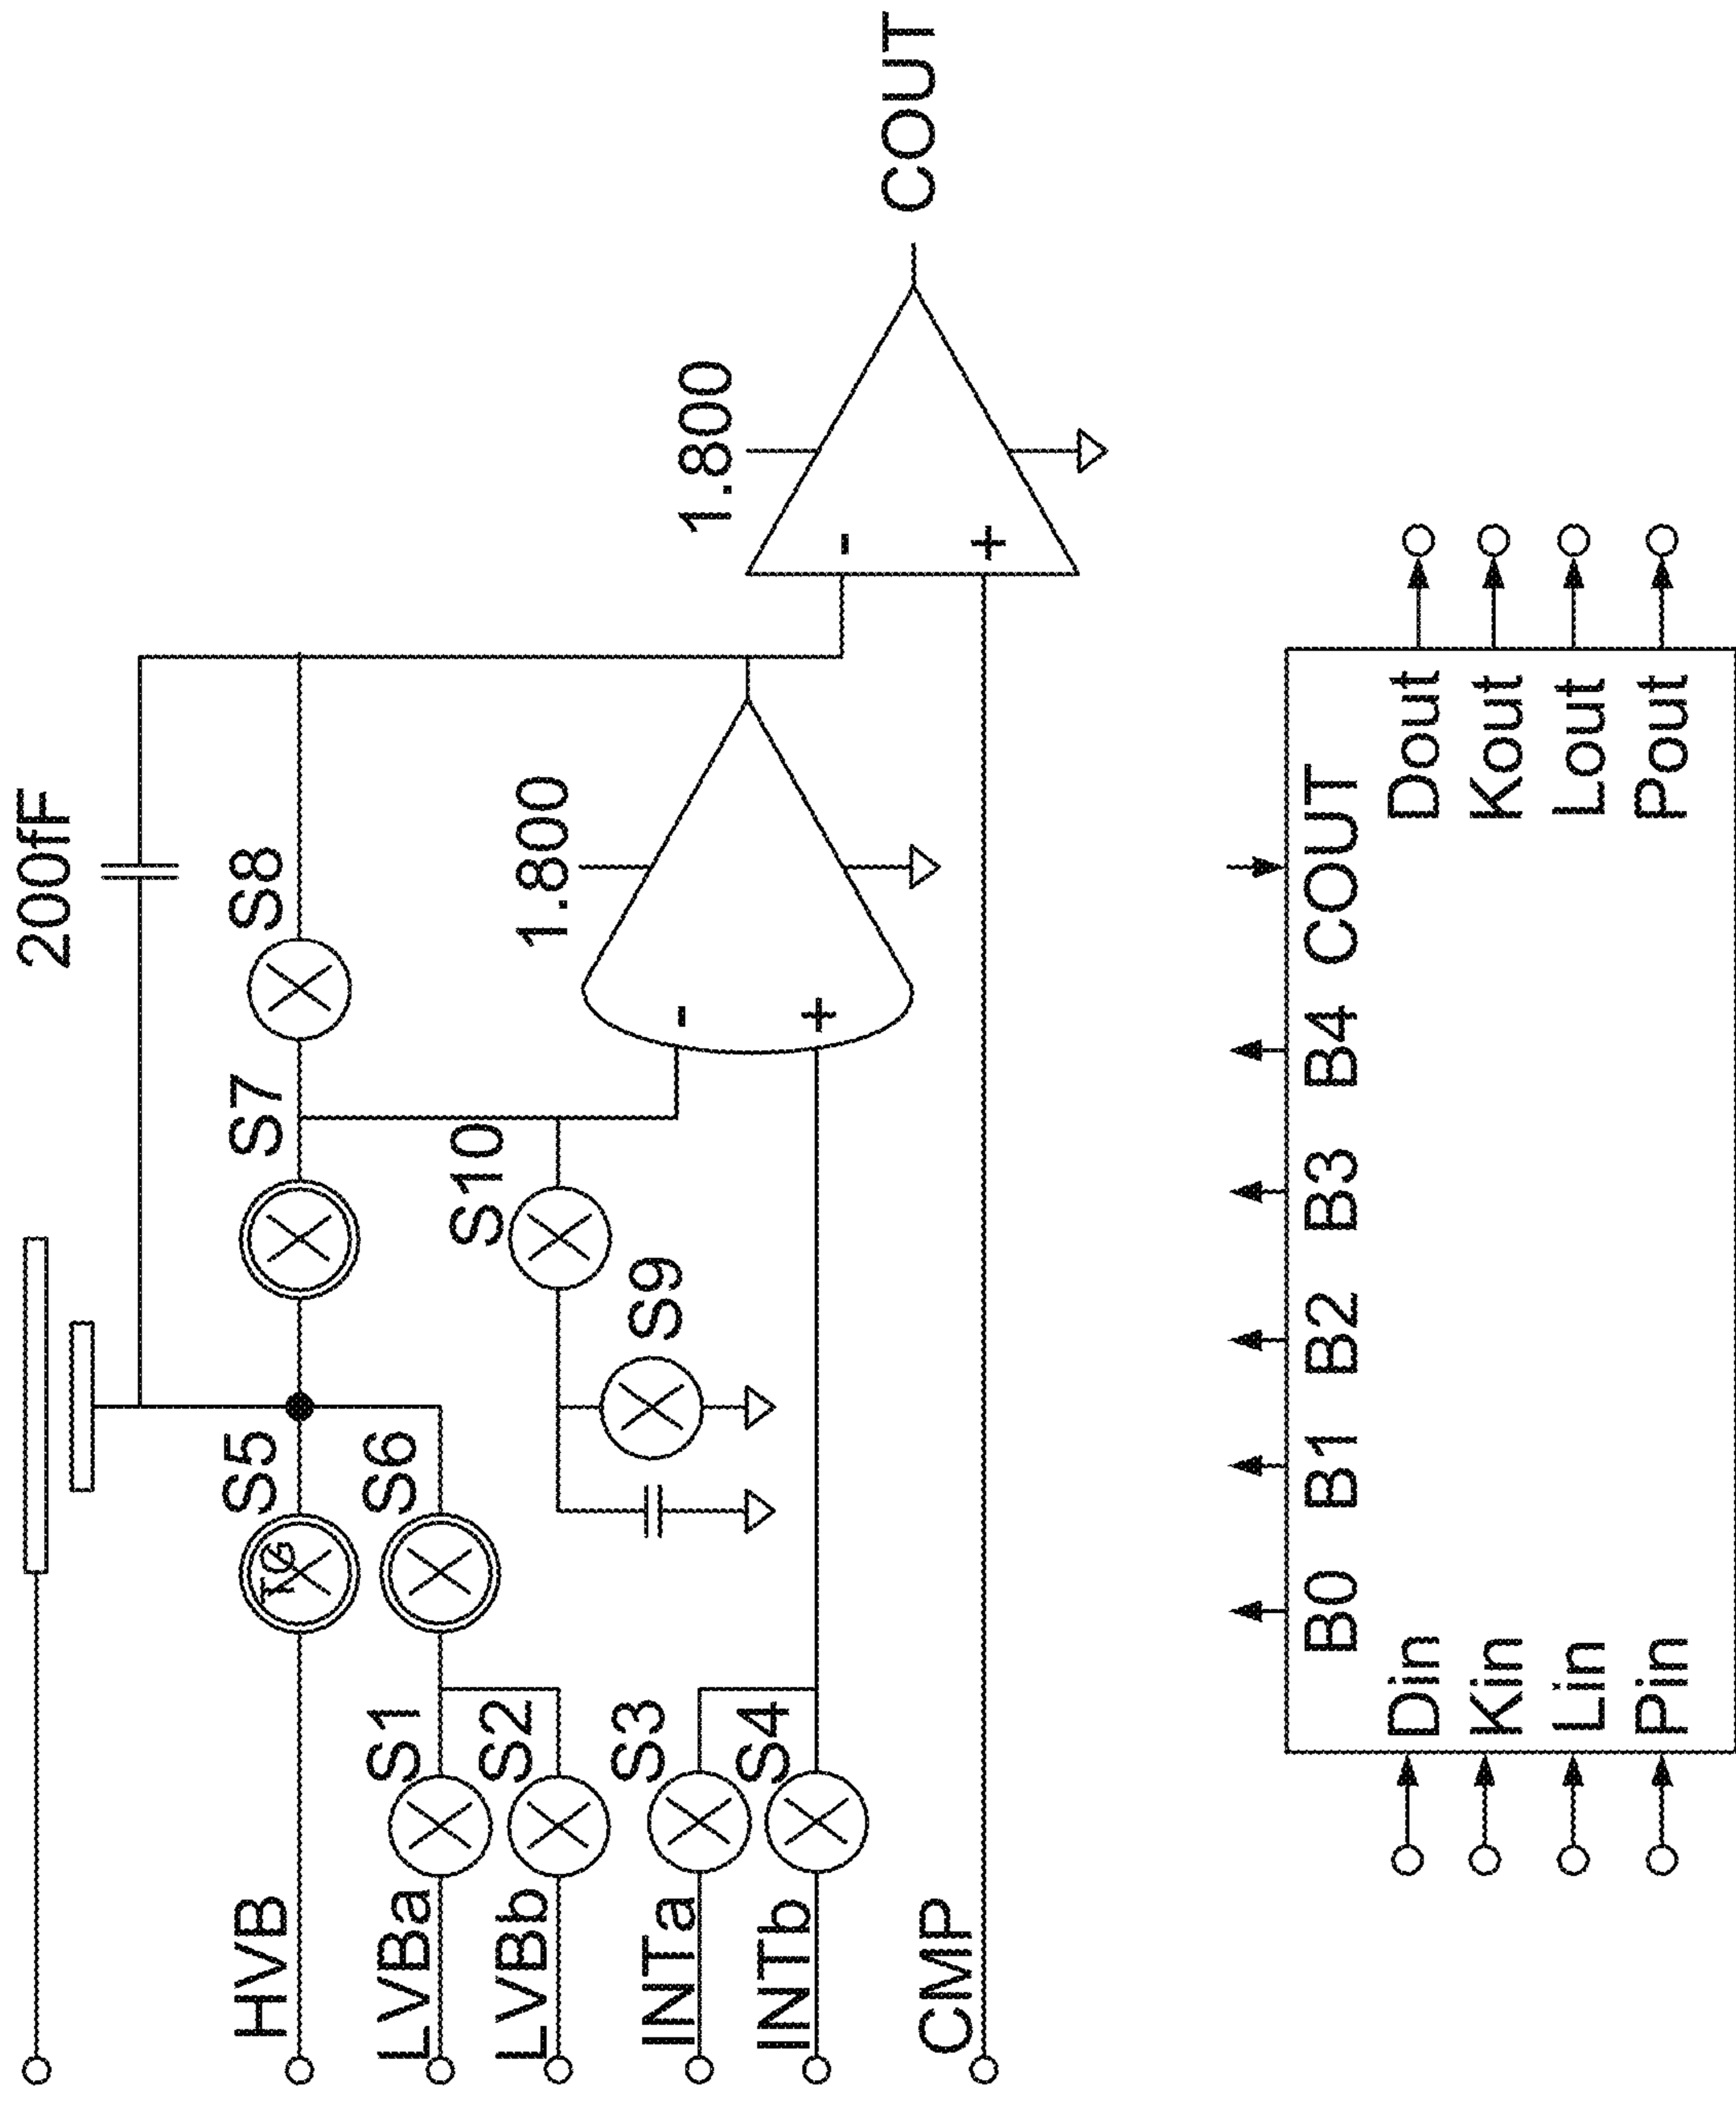 200fF
HVB
S5
S7
S8
TG
LVBa
S1
S6
LVBb
S2
S10
1.800
S9
INTa
S3
-
INTb
S4
+
1.800
-
COUT
CMP
+
B0
B1
B2
B3
B4
COUT
Din
Dout
Kin
Kout
Lin
Lout
Pin
Pout